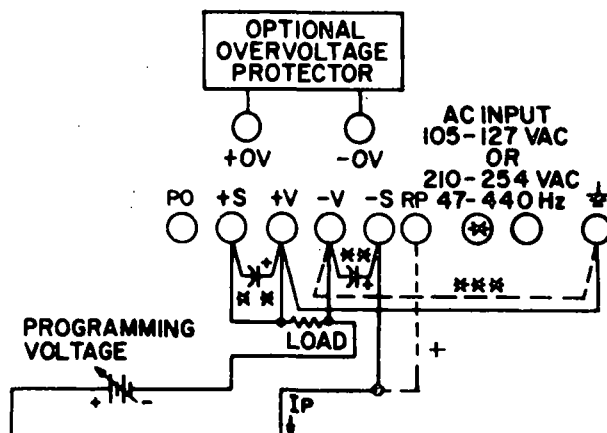 OPTIONAL
OVERVOLTAGE
PROTECTOR
+OV
-OV
AC INPUT
105-127 VAC
OR
210-254 VAC
47-440 Hz
PO +S +V -V -S RP
+
**
**
+
***
PROGRAMMING
VOLTAGE
LOAD
+
+ -
IP